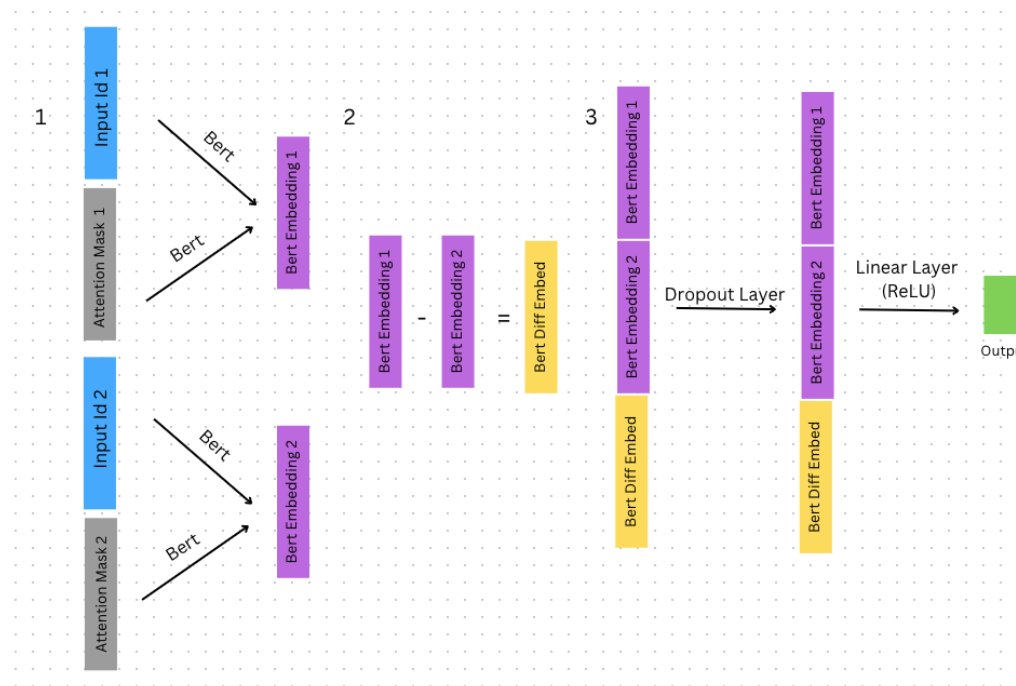 1
Input Id 1
Attention Mask 1
Bert
Bert
Bert Embedding 1
Input Id 2
Attention Mask 2
Bert
Bert
Bert Embedding 2
2
Bert Embedding 1
-
Bert Embedding 2
=
Bert Diff Embed
3
Bert Embedding 1
Bert Embedding 2
Bert Diff Embed
Dropout Layer
Bert Embedding 1
Bert Embedding 2
Bert Diff Embed
Linear Layer
(ReLU)
Outp